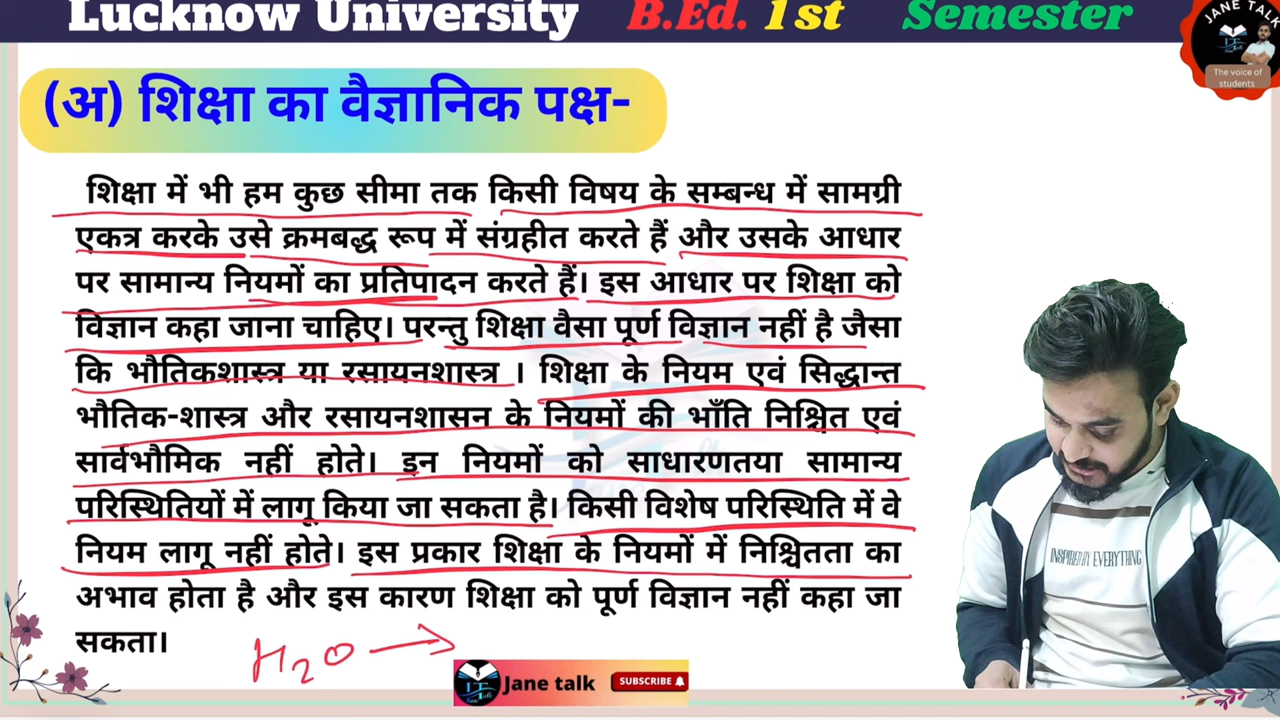 Lucknow University B.Ed. 1st Semester
JANE TALK
The voice of
students
(अ) शिक्षा का वैज्ञानिक पक्ष-
शिक्षा में भी हम कुछ सीमा तक किसी विषय के सम्बन्ध में सामग्री
एकत्र करके उसे क्रमबद्ध रूप में संग्रहीत करते हैं और उसके आधार
पर सामान्य नियमों का प्रतिपादन करते हैं। इस आधार पर शिक्षा को
विज्ञान कहा जाना चाहिए। परन्तु शिक्षा वैसा पूर्ण विज्ञान नहीं है जैसा
कि भौतिकशास्त्र या रसायनशास्त्र । शिक्षा के नियम एवं सिद्धान्त
भौतिक-शास्त्र और रसायनशासन के नियमों की भाँति निश्चित एवं
सार्वभौमिक नहीं होते। इन नियमों को साधारणतया सामान्य
परिस्थितियों में लागू किया जा सकता है। किसी विशेष परिस्थिति में वे
नियम लागू नहीं होते। इस प्रकार शिक्षा के नियमों में निश्चितता का
अभाव होता है और इस कारण शिक्षा को पूर्ण विज्ञान नहीं कहा जा
सकता।
H2O →
INSPIRED BY EVERYTHING
Jane talk SUBSCRIBE